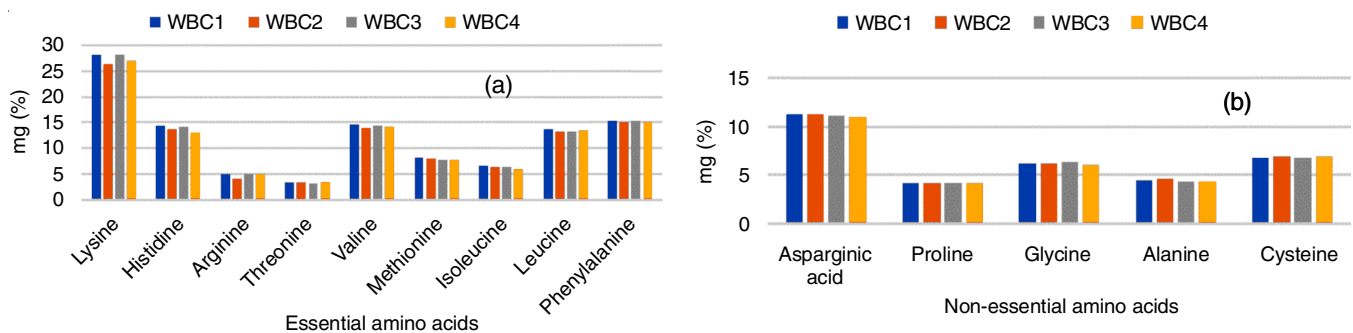 WBC1 WBC2 WBC3 WBC4
30
25
20
15
10
5
0
mg (%)
(a)
Lysine
Histidine
Arginine
Threonine
Valine
Methionine
Isoleucine
Leucine
Phenylalanine
Essential amino acids
WBC1 WBC2 WBC3 WBC4
15
10
5
0
mg (%)
(b)
Asparginic
acid
Proline
Glycine
Alanine
Cysteine
Non-essential amino acids